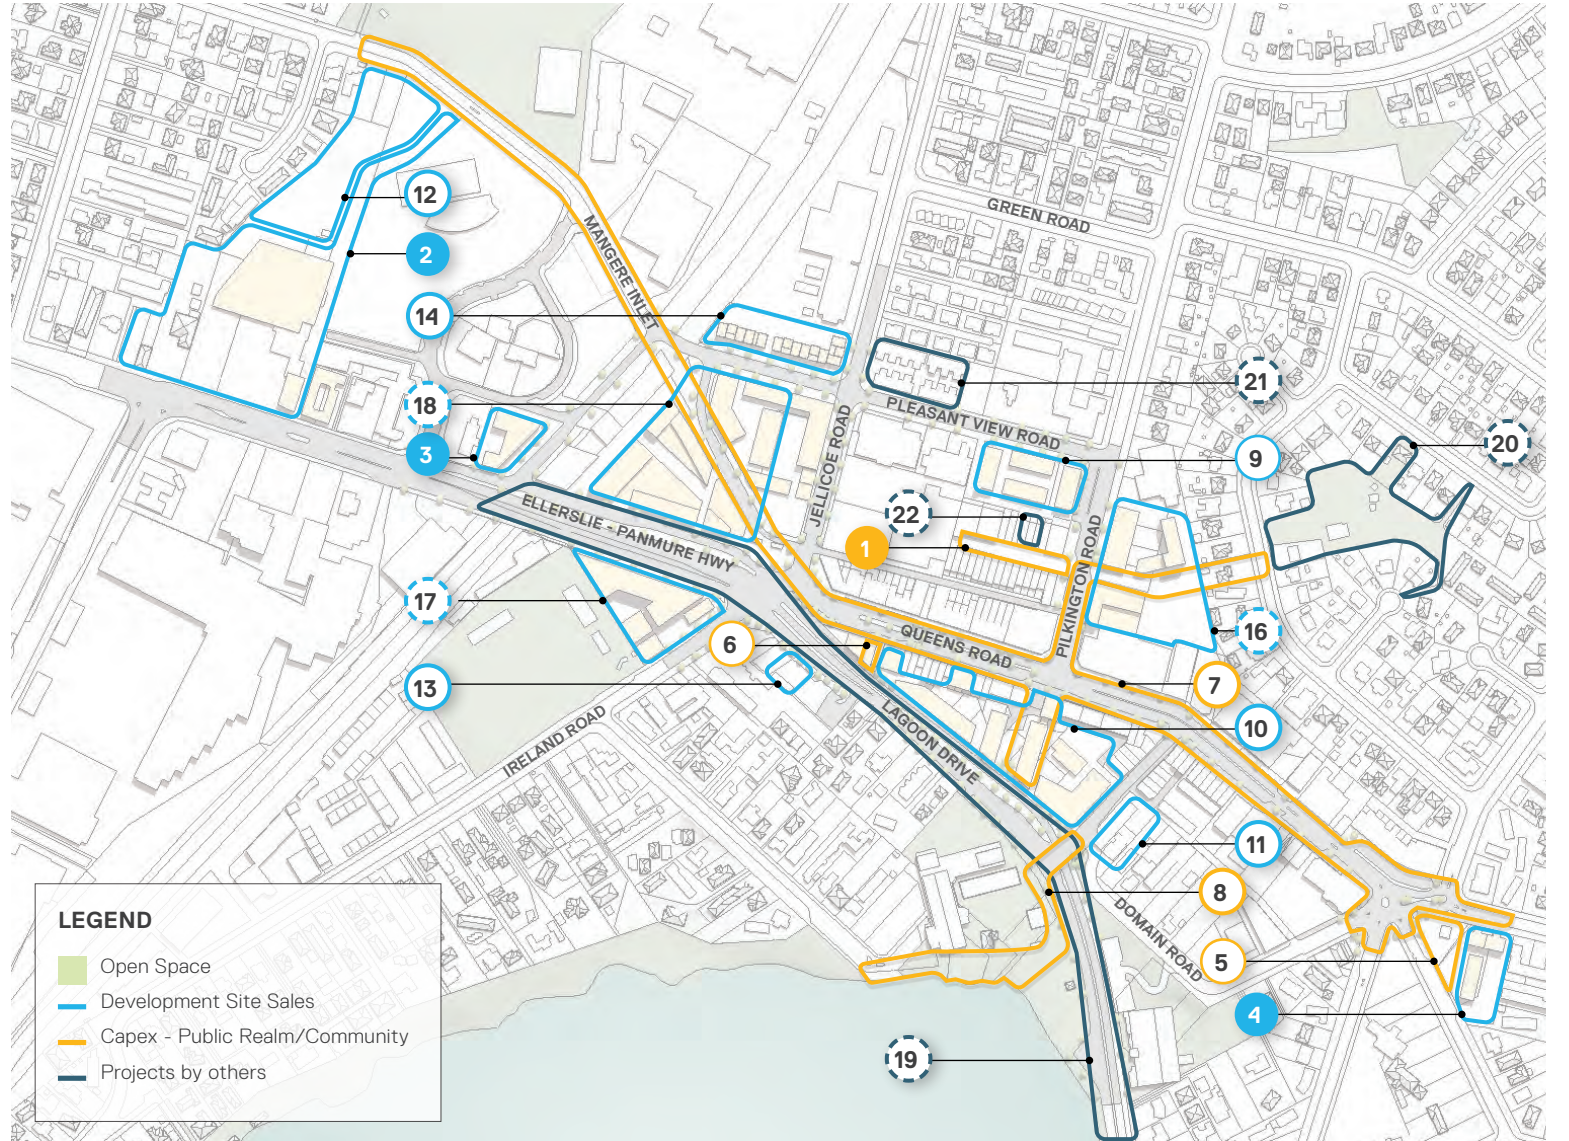 GREEN ROAD
MANGERE INLET
12
2
14
18
3
21
PLEASANT VIEW ROAD
JELLICOE ROAD
20
9
22
1
ELLERSLIE - PANMURE HWY
PILKINGTON ROAD
17
16
6
QUEENS ROAD
13
7
IRELAND ROAD
LAGOON DRIVE
10
11
8
DOMAIN ROAD
5
4
19
LEGEND
Open Space
Development Site Sales
Capex - Public Realm/Community
Projects by others